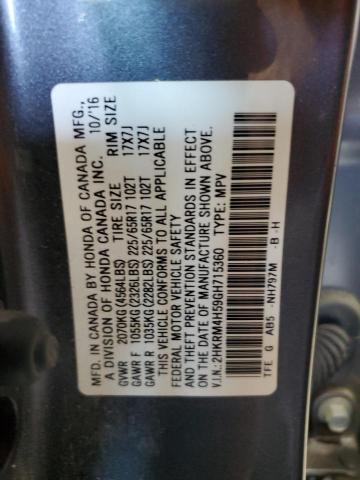 MFD. IN CANADA BY HONDA OF CANADA MFG.,
A DIVISION OF HONDA CANADA INC. 10/'16
TIRE SIZE RIM SIZE
GVWR 2070KG(4564LBS)
GAWR F 1055KG(2326LBS) 225/65R17 102T 17X7J
GAWR R 1035KG(2282LBS) 225/65R17 102T 17X7J
THIS VEHICLE CONFORMS TO ALL APPLICABLE
FEDERAL MOTOR VEHICLE SAFETY
AND THEFT PREVENTION STANDARDS IN EFFECT
ON THE DATE OF MANUFACTURE SHOWN ABOVE.
V.I.N.: 2HKRM4H59GH715360 TYPE: MPV
TFE G AB5 NH797M -B -H